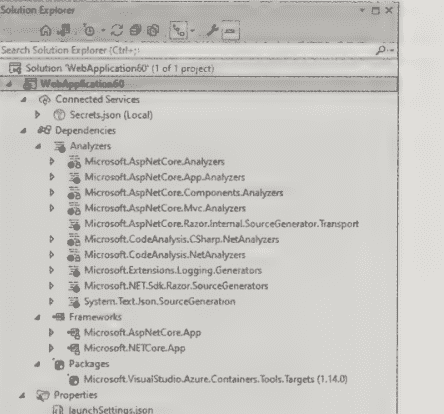 Solution Explorer
Search Solution Explorer (Ctrl+;)
Solution 'WebApplication60' (1 of 1 project)
WebApplication60
Connected Services
Secrets.json (Local)
Dependencies
Analyzers
Microsoft.AspNetCore.Analyzers
Microsoft.AspNetCore.App.Analyzers
Microsoft.AspNetCore.Components.Analyzers
Microsoft.AspNetCore.Mvc.Analyzers
Microsoft.AspNetCore.Razor.Internal.SourceGenerator.Transport
Microsoft.CodeAnalysis.CSharp.NetAnalyzers
Microsoft.CodeAnalysis.NetAnalyzers
Microsoft.Extensions.Logging.Generators
Microsoft.NET.Sdk.Razor.SourceGenerators
System.Text.Json.SourceGeneration
Frameworks
Microsoft.AspNetCore.App
Microsoft.NETCore.App
Packages
Microsoft.VisualStudio.Azure.Containers.Tools.Targets (1.14.0)
Properties
launchSettings.json